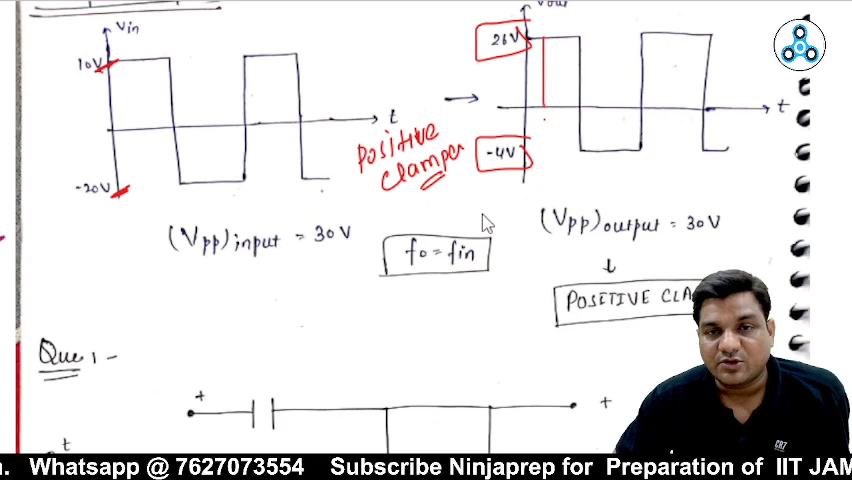 Vin
10V
t
-20V
Positive
Clamper
Vout
26V
-4V
t
(Vpp)input = 30V
fo = fin
(Vpp)output = 30V
POSITIVE CLA
Que:-
+
+
t
CR7
n. Whatsapp @ 7627073554 Subscribe Ninjaprep for Preparation of IIT JAM